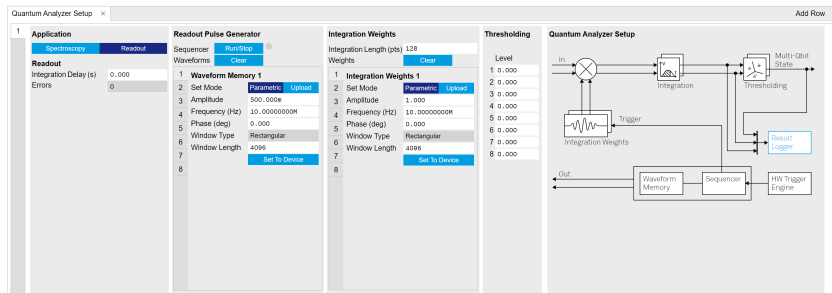 Quantum Analyzer Setup ×
Add Row
1
Application
Spectroscopy Readout
Readout
Integration Delay (s) 0.000
Errors 0
Readout Pulse Generator
Sequencer Run/Stop
Waveforms Clear
1 Waveform Memory 1
2 Set Mode Parametric Upload
3 Amplitude 500.000m
4 Frequency (Hz) 10.00000000M
5 Phase (deg) 0.000
6 Window Type Rectangular
7 Window Length 4096
8 Set To Device
Integration Weights
Integration Length (pts) 128
Weights Clear
1 Integration Weights 1
2 Set Mode Parametric Upload
3 Amplitude 1.000
4 Frequency (Hz) 10.00000000M
5 Phase (deg) 0.000
6 Window Type Rectangular
7 Window Length 4096
8 Set To Device
Thresholding
Level
1 0.000
2 0.000
3 0.000
4 0.000
5 0.000
6 0.000
7 0.000
8 0.000
Quantum Analyzer Setup
In
Multi-Qbit
State
Integration
Thresholding
Trigger
Integration Weights
Result
Logger
Out
Waveform
Memory
Sequencer
HW Trigger
Engine